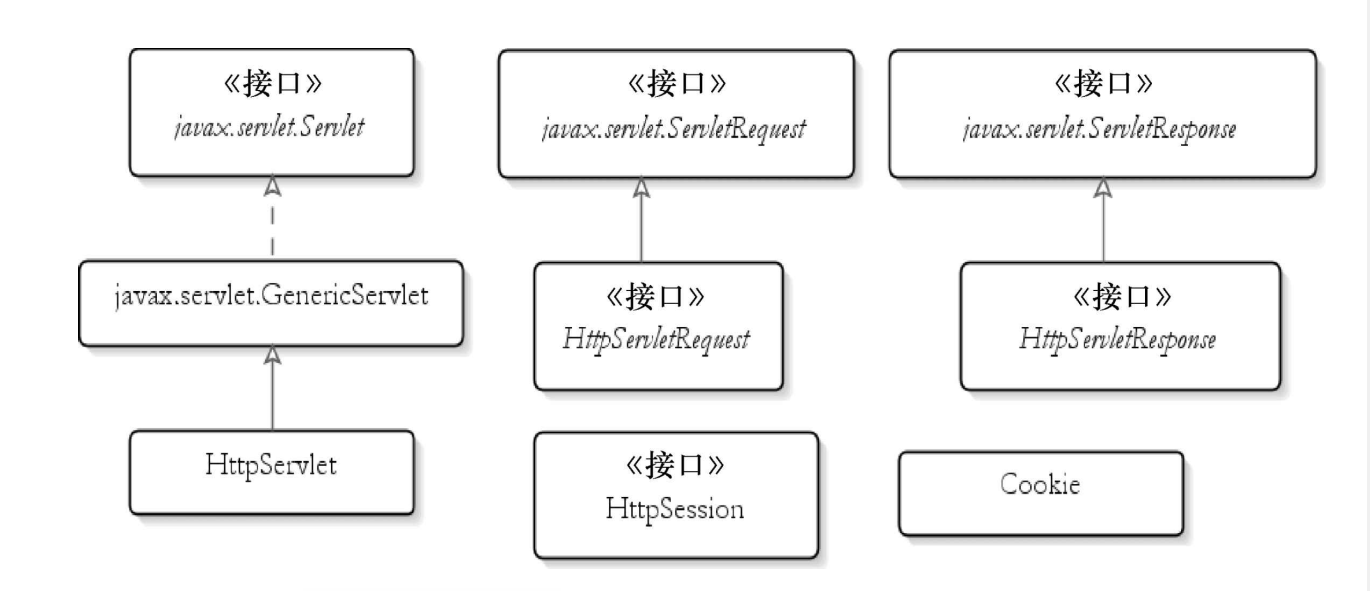 《接口》
javax.servlet.Servlet
《接口》
javax.servlet.ServletRequest
《接口》
javax.servlet.ServletResponse
javax.servlet.GenericServlet
《接口》
HttpServletRequest
《接口》
HttpServletResponse
HttpServlet
《接口》
HttpSession
Cookie